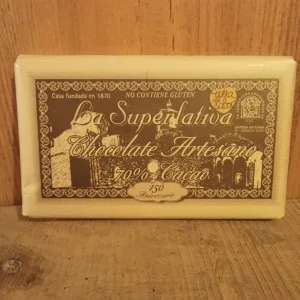 Casa fundada en 1870
NO CONTIENE GLUTEN
La Superlativa
Chocolate Artesano
70% Cacao
150
Aniversario